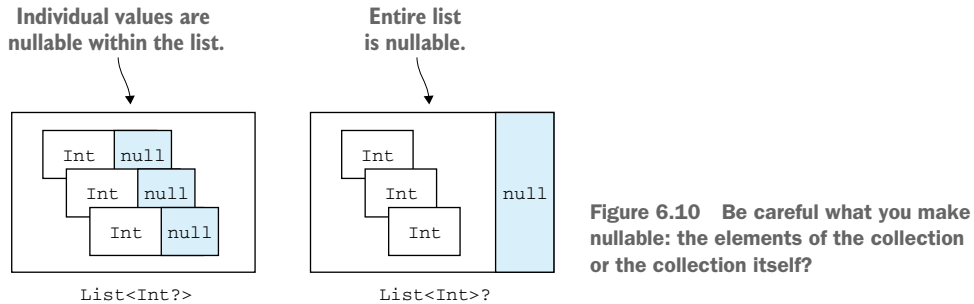 Individual values are
nullable within the list.
Entire list
is nullable.
Int null
Int null
Int null
List<Int?>
Int
Int
Int
null
List<Int>?
Figure 6.10 Be careful what you make
nullable: the elements of the collection
or the collection itself?